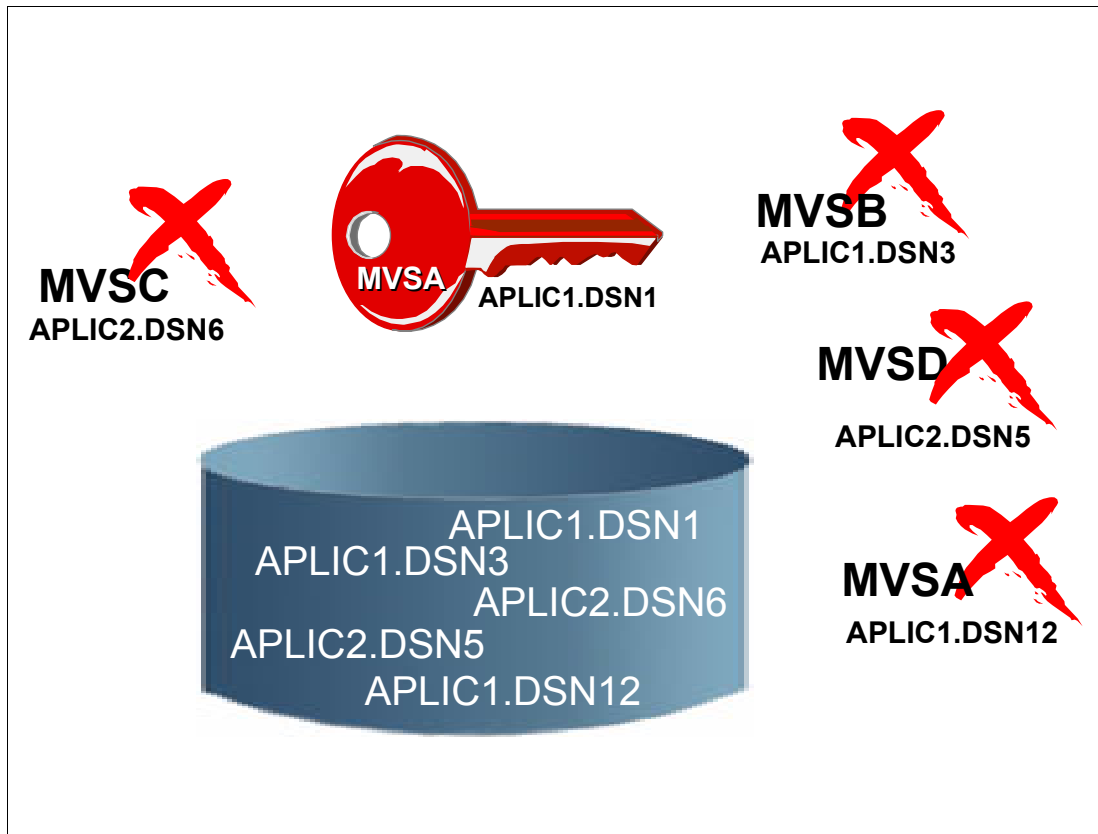 MVSB
APLIC1.DSN3
MVSC
APLIC2.DSN6
MVSA
APLIC1.DSN1
MVSD
APLIC2.DSN5
MVSA
APLIC1.DSN12
APLIC1.DSN1
APLIC1.DSN3
APLIC2.DSN6
APLIC2.DSN5
APLIC1.DSN12